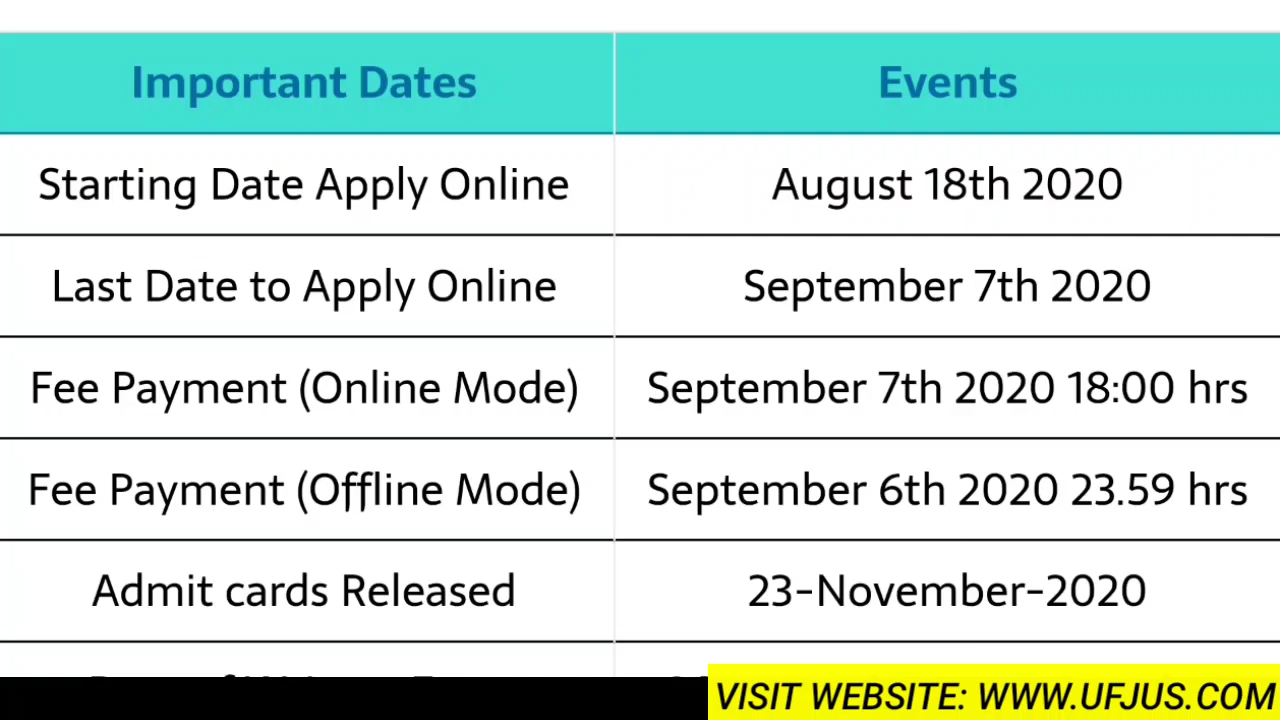 Important Dates Events
Starting Date Apply Online August 18th 2020
Last Date to Apply Online September 7th 2020
Fee Payment (Online Mode) September 7th 2020 18:00 hrs
Fee Payment (Offline Mode) September 6th 2020 23.59 hrs
Admit cards Released 23-November-2020
VISIT WEBSITE: WWW.UFJUS.COM